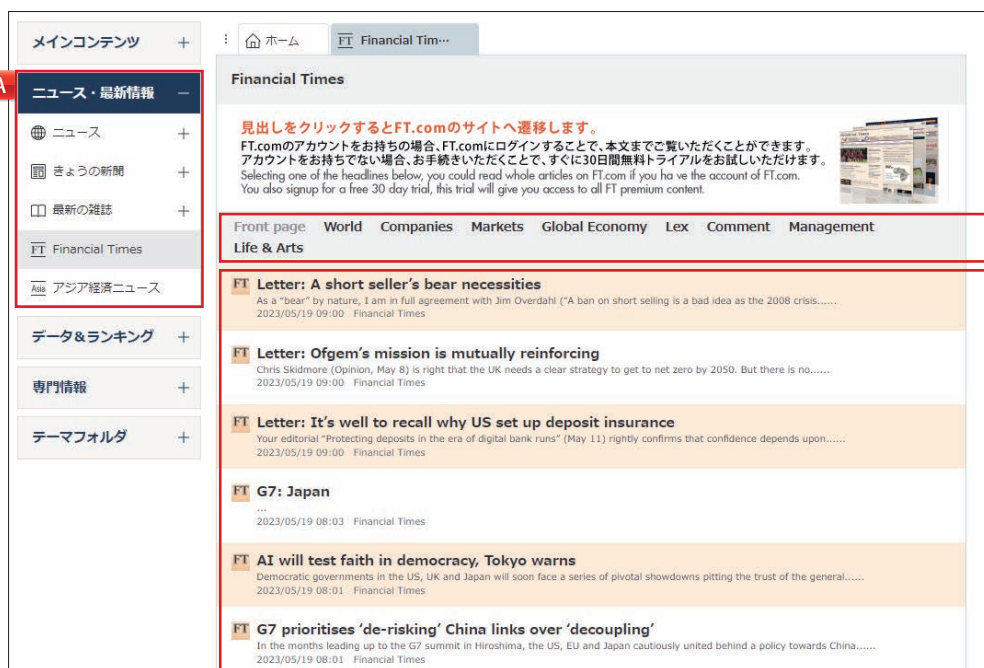 メインコンテンツ +
A
ニュース・最新情報 −
ニュース +
きょうの新聞 +
最新の雑誌 +
FT Financial Times
Asia アジア経済ニュース
データ&ランキング +
専門情報 +
テーマフォルダ +
ホーム
FT Financial Tim…
Financial Times
見出しをクリックするとFT.comのサイトへ遷移します。
FT.comのアカウントをお持ちの場合、FT.comにログインすることで、本文までご覧いただくことができます。
アカウントをお持ちでない場合、お手続きいただくことで、すぐに30日間無料トライアルをお試しいただけます。
Selecting one of the headlines below, you could read whole articles on FT.com if you ha ve the account of FT.com.
You also signup for a free 30 day trial, this trial will give you access to all FT premium content.
Front page World Companies Markets Global Economy Lex Comment Management
Life & Arts
FT Letter: A short seller’s bear necessities
As a “bear” by nature, I am in full agreement with Jim Overdahl (“A ban on short selling is a bad idea as the 2008 crisis......
2023/05/19 09:00 Financial Times
FT Letter: Ofgem’s mission is mutually reinforcing
Chris Skidmore (Opinion, May 8) is right that the UK needs a clear strategy to get to net zero by 2050. But there is no......
2023/05/19 09:00 Financial Times
FT Letter: It’s well to recall why US set up deposit insurance
Your editorial “Protecting deposits in the era of digital bank runs” (May 11) rightly confirms that confidence depends upon......
2023/05/19 09:00 Financial Times
FT G7: Japan
...
2023/05/19 08:03 Financial Times
FT AI will test faith in democracy, Tokyo warns
Democratic governments in the US, UK and Japan will soon face a series of pivotal showdowns pitting the trust of the general......
2023/05/19 08:01 Financial Times
FT G7 prioritises ‘de-risking’ China links over ‘decoupling’
In the months leading up to the G7 summit in Hiroshima, the US, EU and Japan cautiously united behind a policy towards China......
2023/05/19 08:01 Financial Times